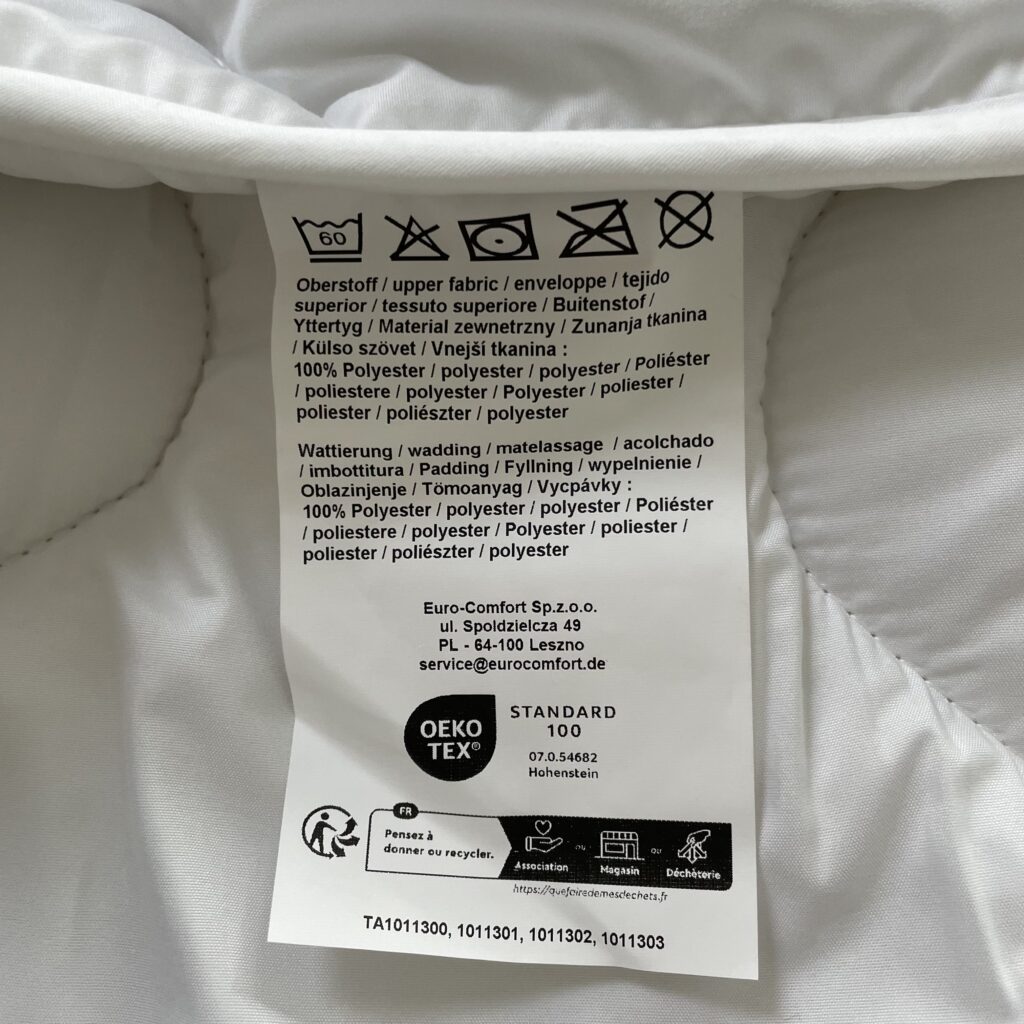 60
Oberstoff / upper fabric / enveloppe / tejido
superior / tessuto superiore / Buitenstof /
Yttertyg / Material zewnetrzny / Zunanja tkanina
/ Külso szövet / Vnejší tkanina :
100% Polyester / polyester / polyester / Poliéster
/ poliestere / polyester / Polyester / poliester /
poliester / poliészter / polyester
Wattierung / wadding / matelassage / acolchado
/ imbottitura / Padding / Fyllning / wypelnienie /
Oblazinjenje / Tömoanyag / Vycpávky :
100% Polyester / polyester / polyester / Poliéster
/ poliestere / polyester / Polyester / poliester /
poliester / poliészter / polyester
Euro-Comfort Sp.z.o.o.
ul. Spoldzielcza 49
PL - 64-100 Leszno
service@eurocomfort.de
OEKO
TEX®
STANDARD
100
07.0.54682
Hohenstein
FR
Pensez à
donner ou recycler.
Association ou Magasin ou Déchèterie
https://quefairedemesdechets.fr
TA1011300, 1011301, 1011302, 1011303